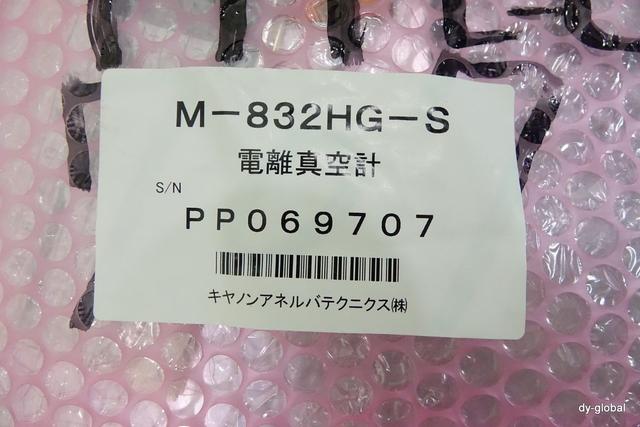 M-832HG-S
電離真空計
S/N
PP069707
キヤノンアネルバテクニクス㈱
dy-global